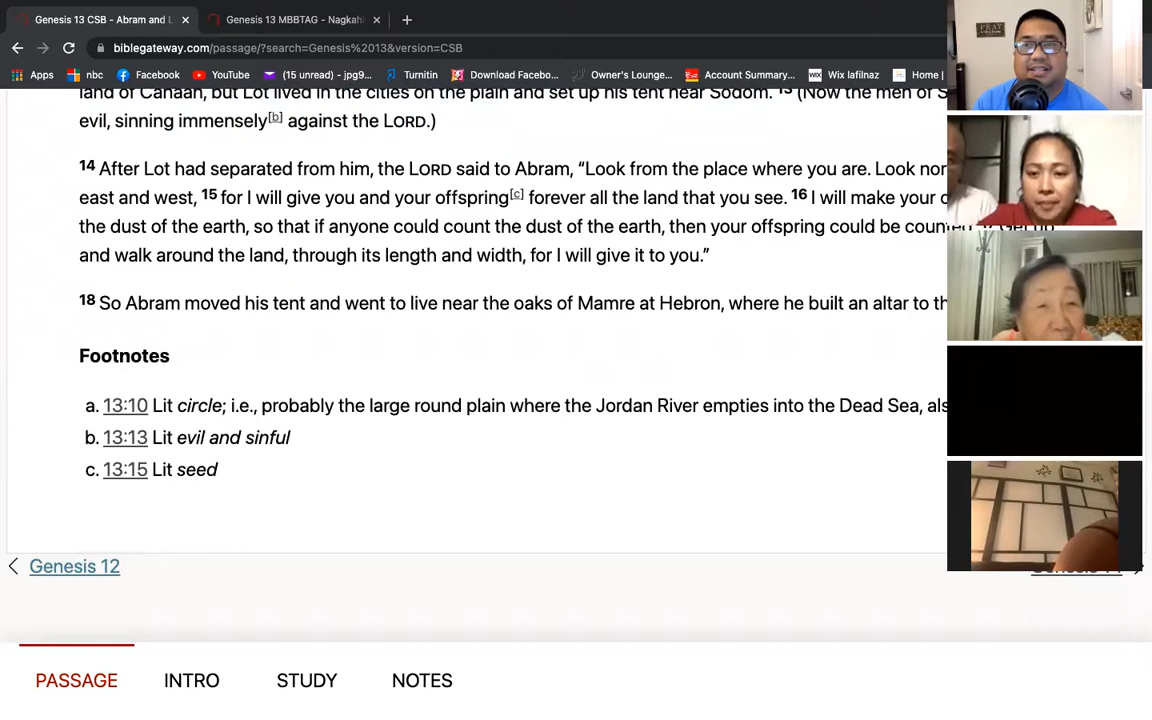 Genesis 13 CSB - Abram and L
Genesis 13 MBBTAG - Nagkahi
biblegateway.com/passage/?search=Genesis%2013&version=CSB
Apps nbc Facebook YouTube (15 unread) - jpg9... Turnitin Download Facebo... Owner's Lounge... Account Summary... Wix lafilnaz Home |
PRAY
land of Canaan, but Lot lived in the cities on the plain and set up his tent near Sodom. 13 (Now the men of S
evil, sinning immensely[b] against the LORD.)
14 After Lot had separated from him, the LORD said to Abram, “Look from the place where you are. Look nor
east and west, 15 for I will give you and your offspring[c] forever all the land that you see. 16 I will make your o
the dust of the earth, so that if anyone could count the dust of the earth, then your offspring could be counted. 17 Get up
and walk around the land, through its length and width, for I will give it to you.”
18 So Abram moved his tent and went to live near the oaks of Mamre at Hebron, where he built an altar to th
Footnotes
a. 13:10 Lit circle; i.e., probably the large round plain where the Jordan River empties into the Dead Sea, als
b. 13:13 Lit evil and sinful
c. 13:15 Lit seed
Genesis 12
PASSAGE INTRO STUDY NOTES